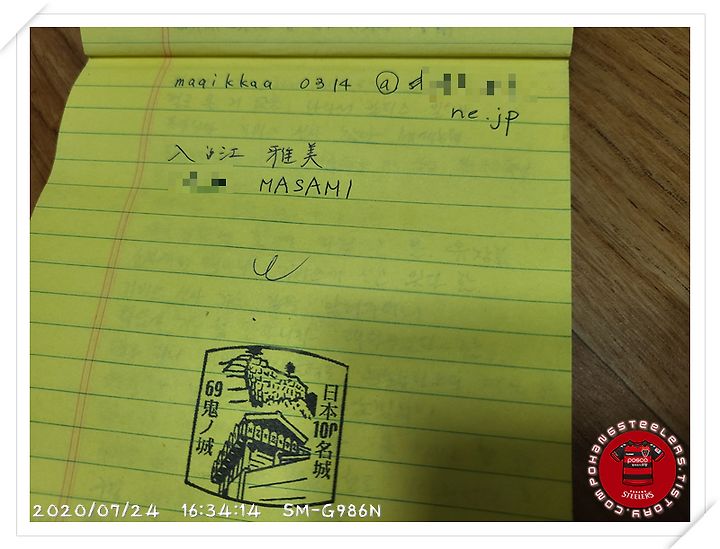 maaikkaa 0314 @
ne.jp
入江 雅美
MASAMI
69 鬼ノ城
日本100名城
2020/07/24 16:34:14 SM-G986N
POHANGSTEELERS.TISTORY.COM
posco
STEELERS